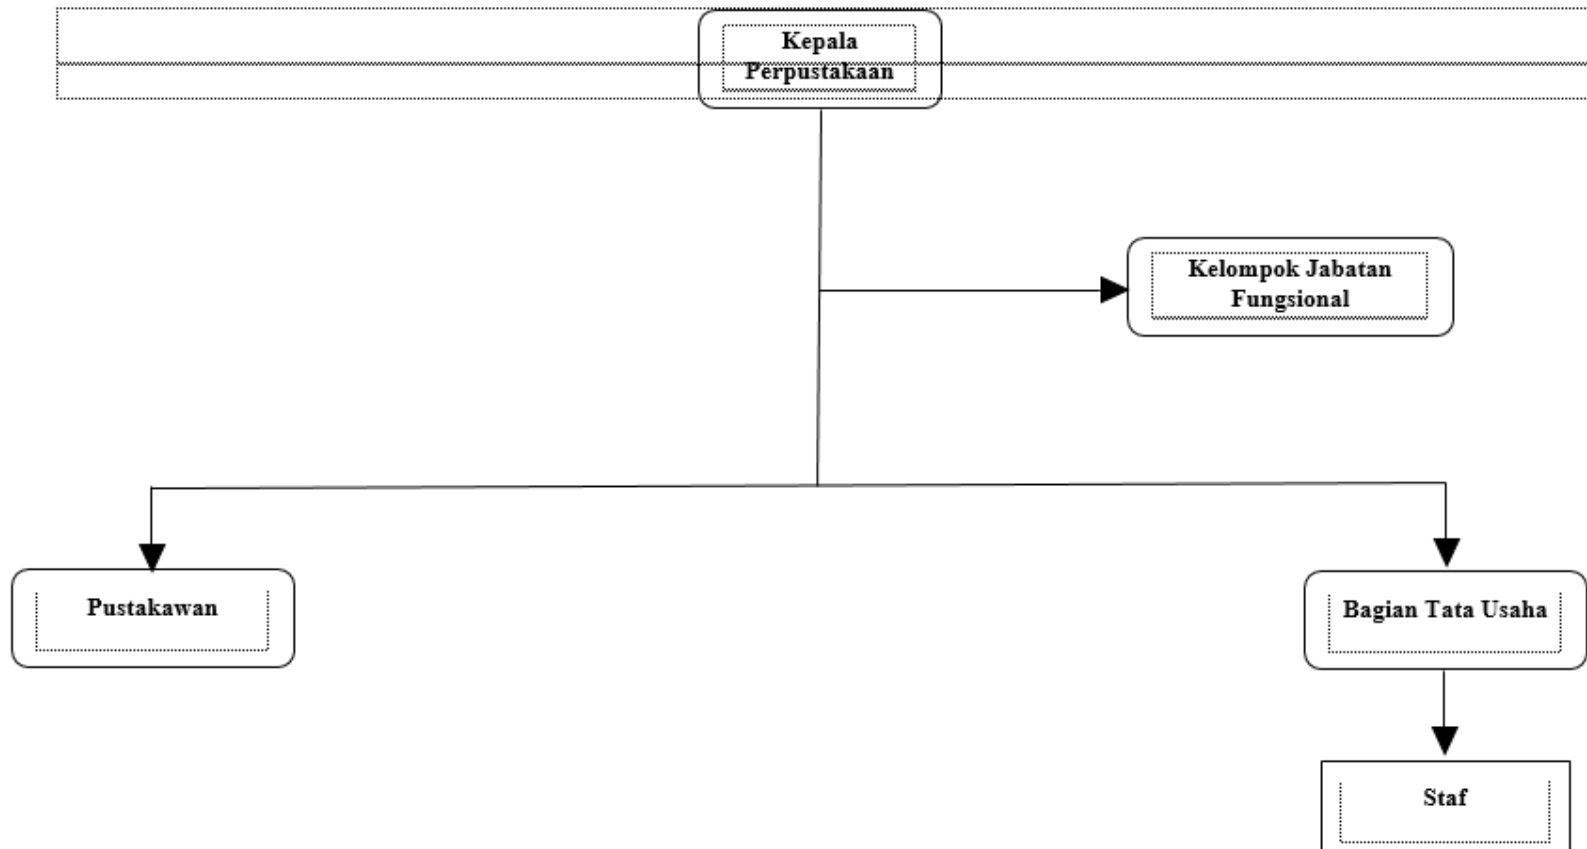 Kepala
Perpustakaan
Kelompok Jabatan
Fungsional
Pustakawan
Bagian Tata Usaha
Staf